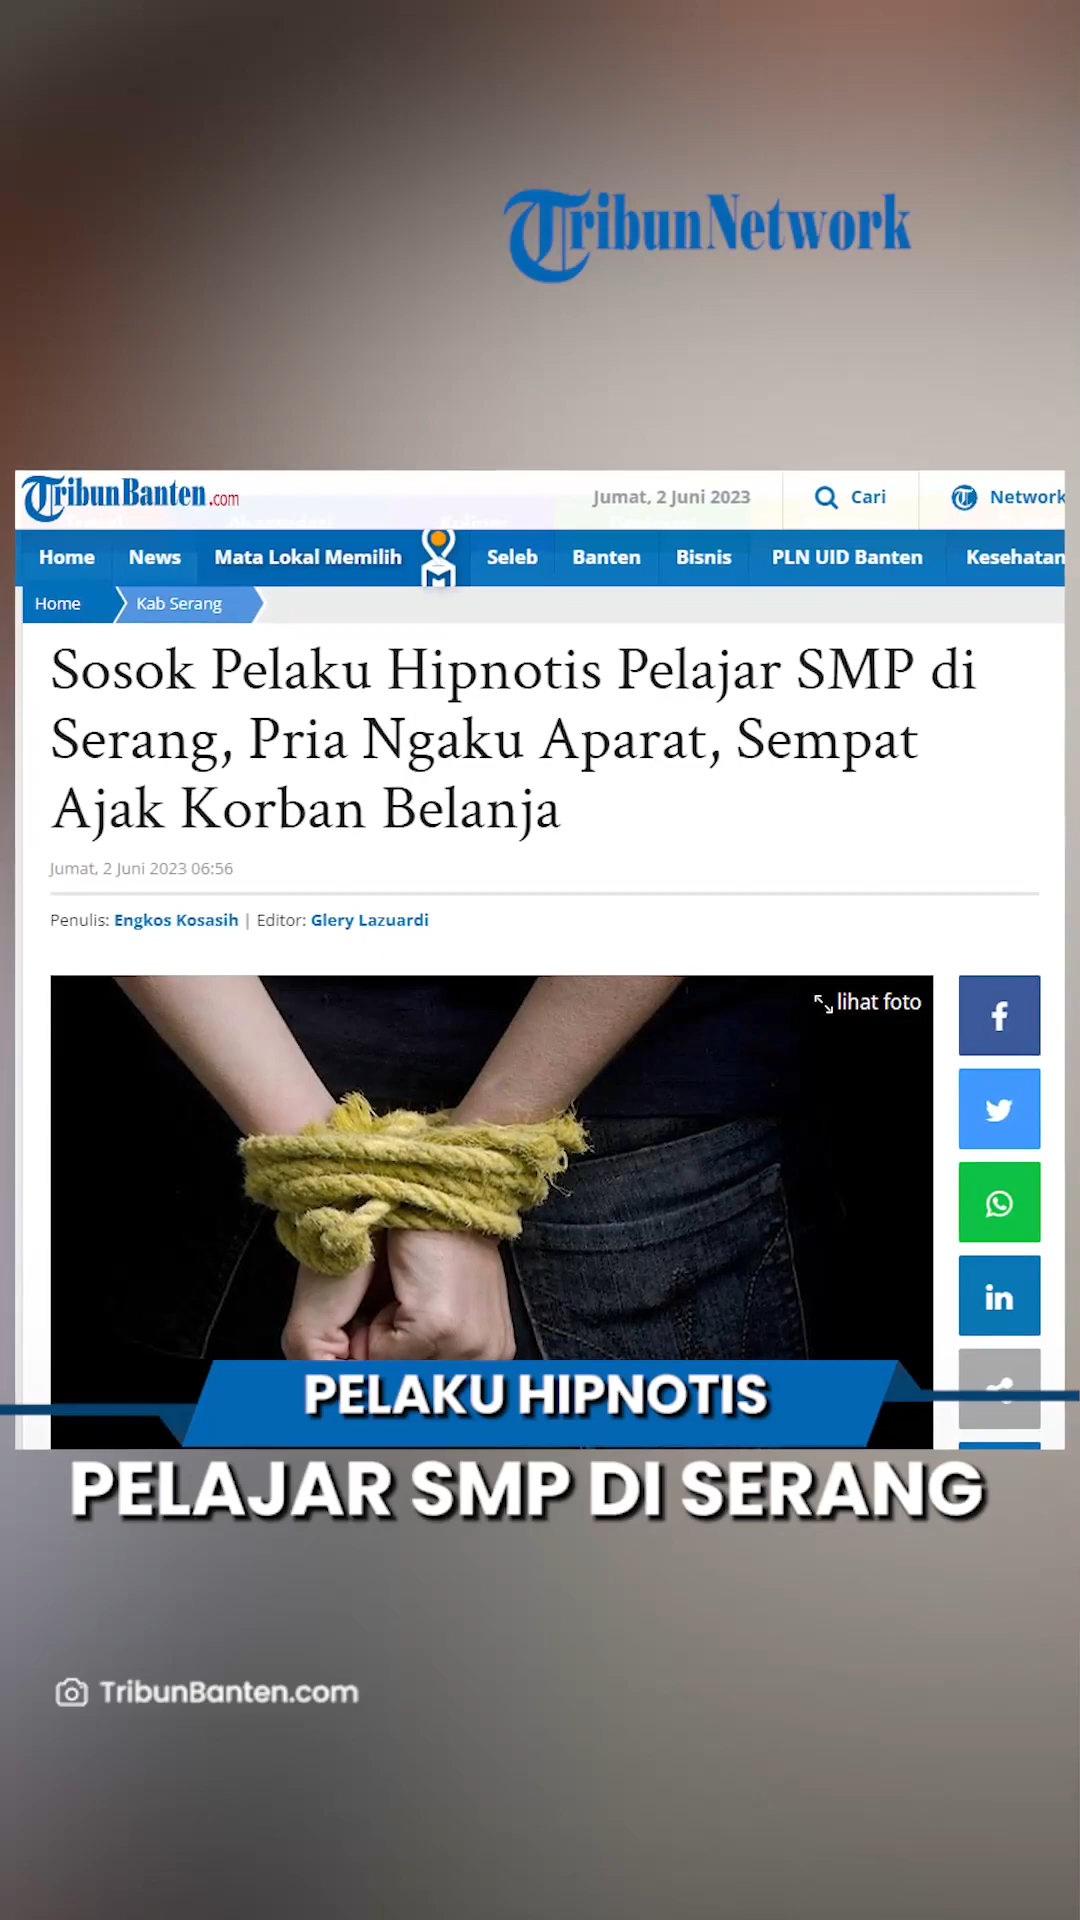 TribunNetwork
TribunBanten.com
Jumat, 2 Juni 2023
Cari
Network
Home
News
Mata Lokal Memilih
M
Seleb
Banten
Bisnis
PLN UID Banten
Kesehatan
Home
Kab Serang
Sosok Pelaku Hipnotis Pelajar SMP di
Serang, Pria Ngaku Aparat, Sempat
Ajak Korban Belanja
Jumat, 2 Juni 2023 06:56
Penulis: Engkos Kosasih | Editor: Glery Lazuardi
lihat foto
f
in
PELAKU HIPNOTIS
PELAJAR SMP DI SERANG
TribunBanten.com